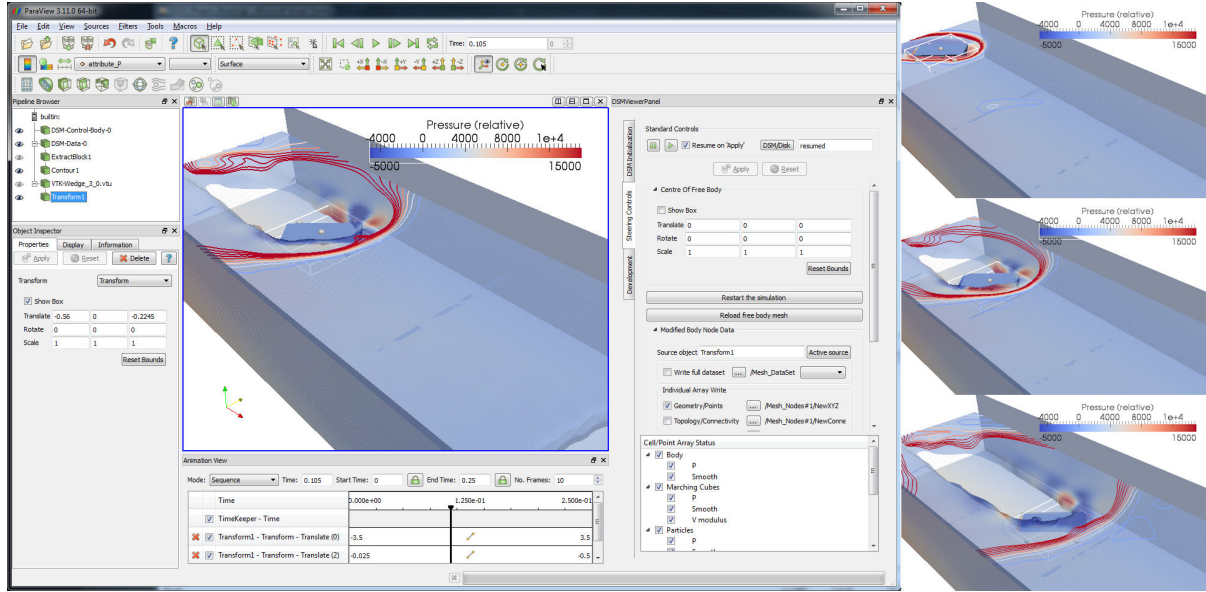 ParaView 3.11.0 64-bit
File Edit View Sources Filters Tools Macros Help
Time: 0.105 0
attribute_P Surface
Pipeline Browser
builtin:
DSM-Control-Body-0
DSM-Data-0
ExtractBlock1
Contour1
VTK-Wedge_3_0.vtu
Transform1
Object Inspector
Properties Display Information
Apply Reset Delete ?
Transform Transform
Show Box
Translate -0.56 0 -0.2245
Rotate 0 0 0
Scale 1 1 1
Reset Bounds
Pressure (relative)
-4000 0 4000 8000 1e+4
-5000 15000
Animation View
Mode: Sequence Time: 0.105 Start Time: 0 End Time: 0.25 No. Frames: 10
Time 0.000e+00 1.250e-01 2.500e-01
TimeKeeper - Time
Transform1 - Transform - Translate (0) -3.5 3.5
Transform1 - Transform - Translate (2) -0.025 -0.5
DSMViewerPanel
DSM Initialization
Steering Controls
Development
Standard Controls
Resume on 'Apply' DSM/Disk resumed
Apply Reset
Centre Of Free Body
Show Box
Translate 0 0 0
Rotate 0 0 0
Scale 1 1 1
Reset Bounds
Restart the simulation
Reload free body mesh
Modified Body Node Data
Source object Transform1 Active source
Write full dataset ... /Mesh_DataSet
Individual Array Write
Geometry/Points ... /Mesh_Nodes#1/NewXYZ
Topology/Connectivity ... /Mesh_Nodes#1/NewConne
Cell/Point Array Status
Body
P
Smooth
Marching Cubes
P
Smooth
V modulus
Particles
P
Pressure (relative)
-4000 0 4000 8000 1e+4
-5000 15000
Pressure (relative)
-4000 0 4000 8000 1e+4
-5000 15000
Pressure (relative)
-4000 0 4000 8000 1e+4
-5000 15000